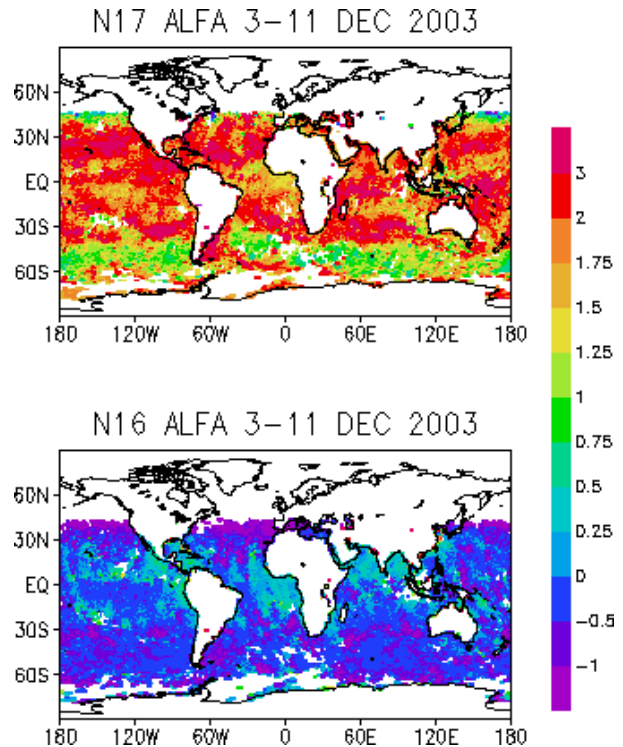 N17 ALFA 3-11 DEC 2003
60N
30N
EQ
30S
60S
180 120W 60W 0 60E 120E 180
3
2
1.75
1.5
1.25
1
0.75
0.5
0.25
0
-0.5
-1
N16 ALFA 3-11 DEC 2003
60N
30N
EQ
30S
60S
180 120W 60W 0 60E 120E 180